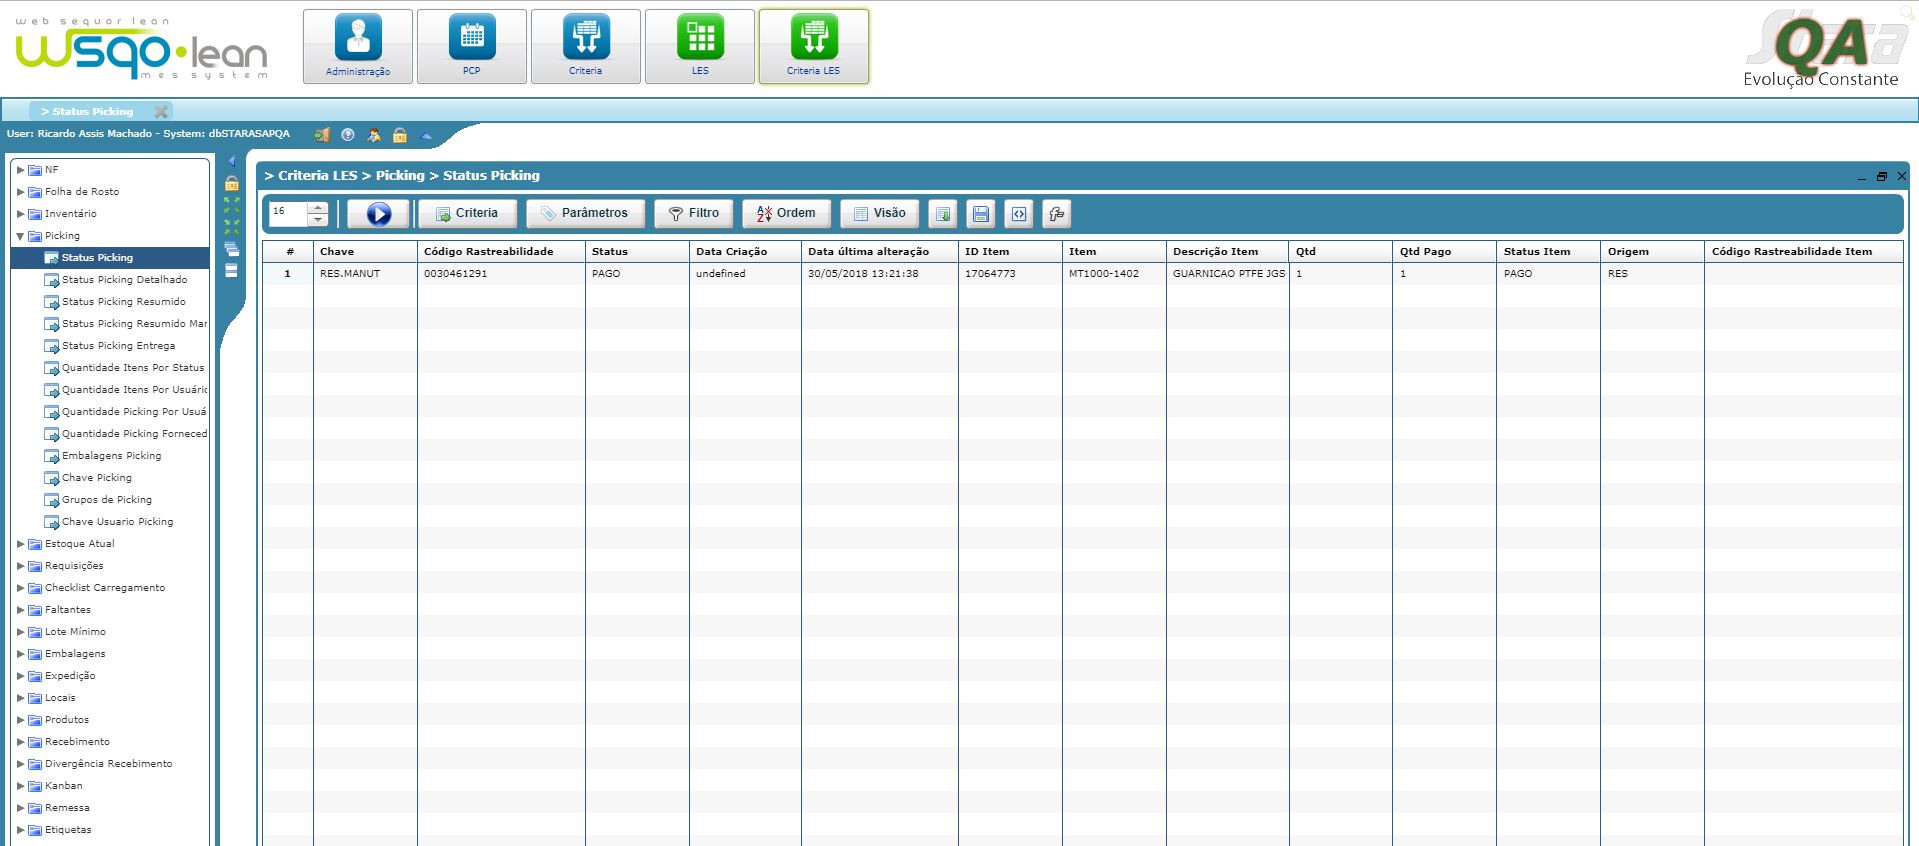 web sequor lean
wsqo•lean
mes system
Administração
PCP
Criteria
LES
Criteria LES
QA
Evolução Constante
> Status Picking
User: Ricardo Assis Machado - System: dbSTARASAPQA
NF
Folha de Rosto
Inventário
Picking
Status Picking
Status Picking Detalhado
Status Picking Resumido
Status Picking Resumido Mar
Status Picking Entrega
Quantidade Itens Por Status
Quantidade Itens Por Usuário
Quantidade Picking Por Usuá
Quantidade Picking Forneced
Embalagens Picking
Chave Picking
Grupos de Picking
Chave Usuario Picking
Estoque Atual
Requisições
Checklist Carregamento
Faltantes
Lote Mínimo
Embalagens
Expedição
Locais
Produtos
Recebimento
Divergência Recebimento
Kanban
Remessa
Etiquetas
> Criteria LES > Picking > Status Picking
16 Criteria Parâmetros Filtro Ordem Visão
# Chave Código Rastreabilidade Status Data Criação Data última alteração ID Item Item Descrição Item Qtd Qtd Pago Status Item Origem Código Rastreabilidade Item
1 RES.MANUT 0030461291 PAGO undefined 30/05/2018 13:21:38 17064773 MT1000-1402 GUARNICAO PTFE JGS 1 1 PAGO RES